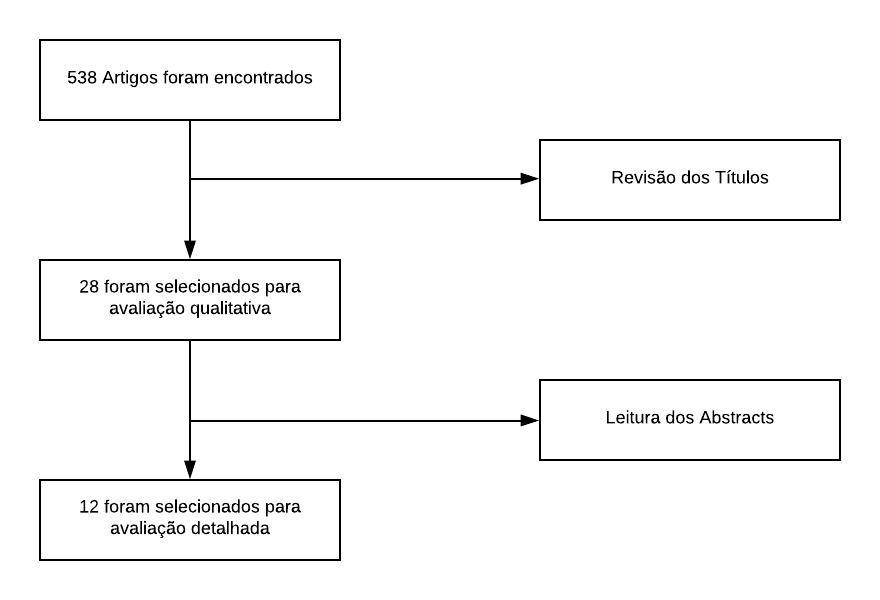 538 Artigos foram encontrados
Revisão dos Títulos
28 foram selecionados para
avaliação qualitativa
Leitura dos Abstracts
12 foram selecionados para
avaliação detalhada